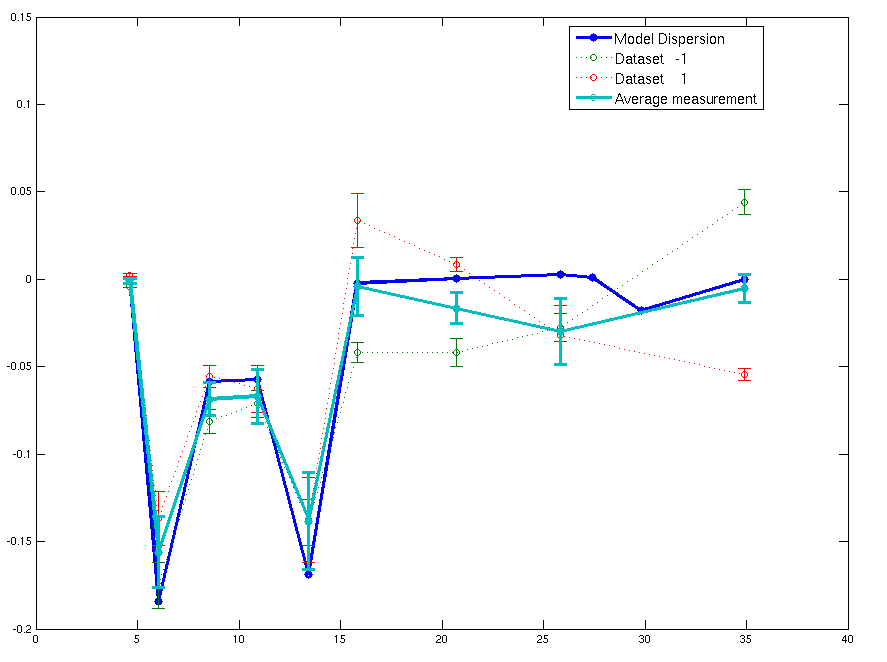 0.15
0.1
0.05
0
-0.05
-0.1
-0.15
-0.2
0 5 10 15 20 25 30 35 40
Model Dispersion
Dataset -1
Dataset 1
Average measurement